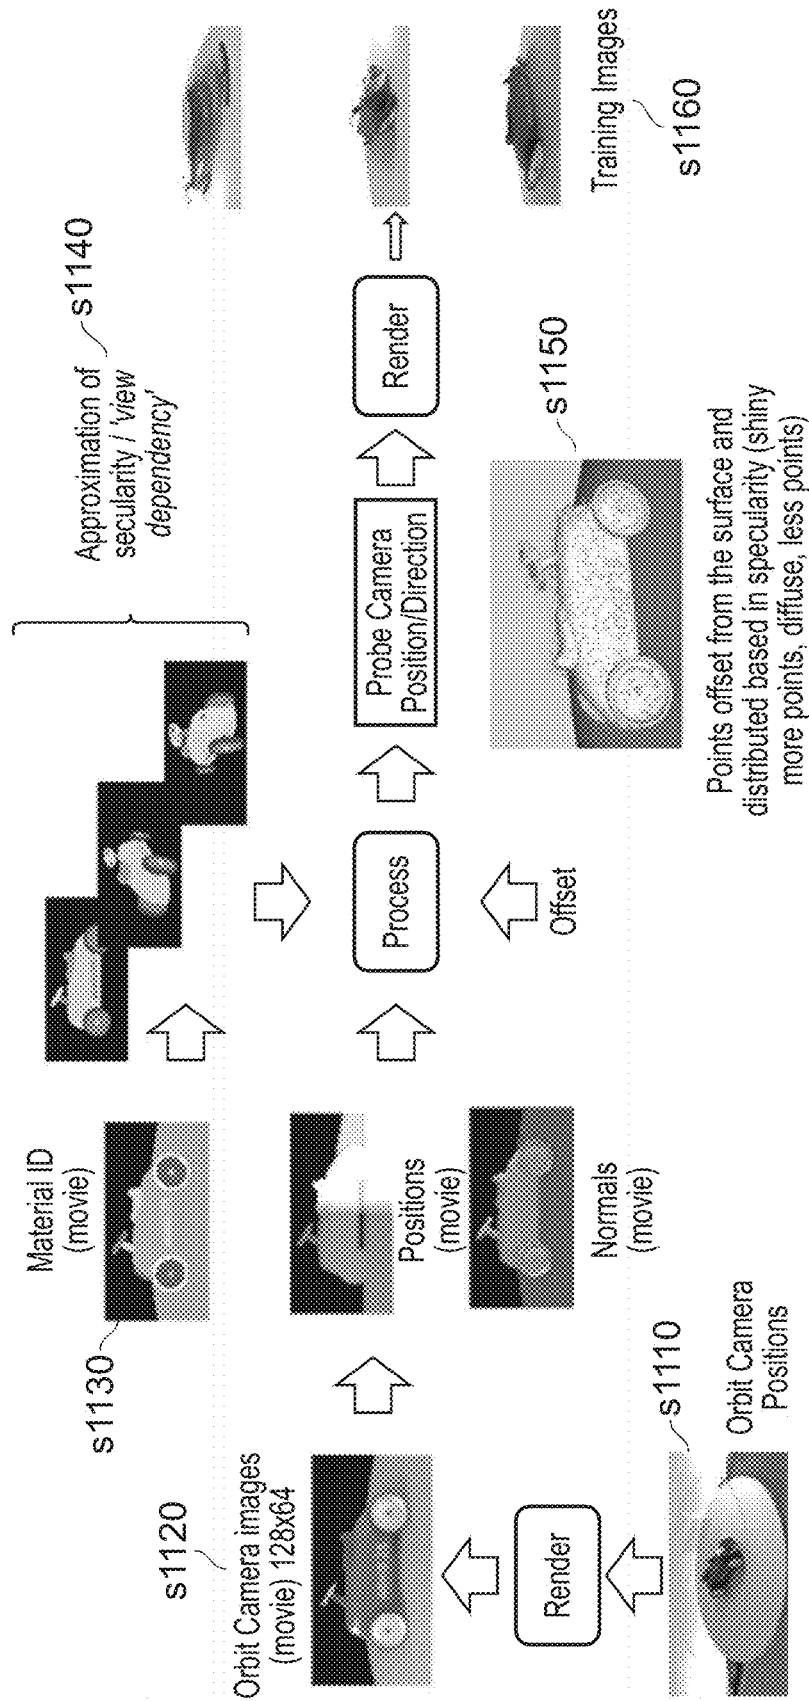 s1120
Orbit Camera images
(movie) 128x64
Render
s1110
Orbit Camera
Positions
s1130
Material ID
(movie)
Positions
(movie)
Normals
(movie)
Process
Offset
Approximation of
secularity / 'view
dependency'
s1140
Probe Camera
Position/Direction
Render
s1150
Points offset from the surface and
distributed based in specularity (shiny
more points, diffuse, less points)
Training Images
s1160